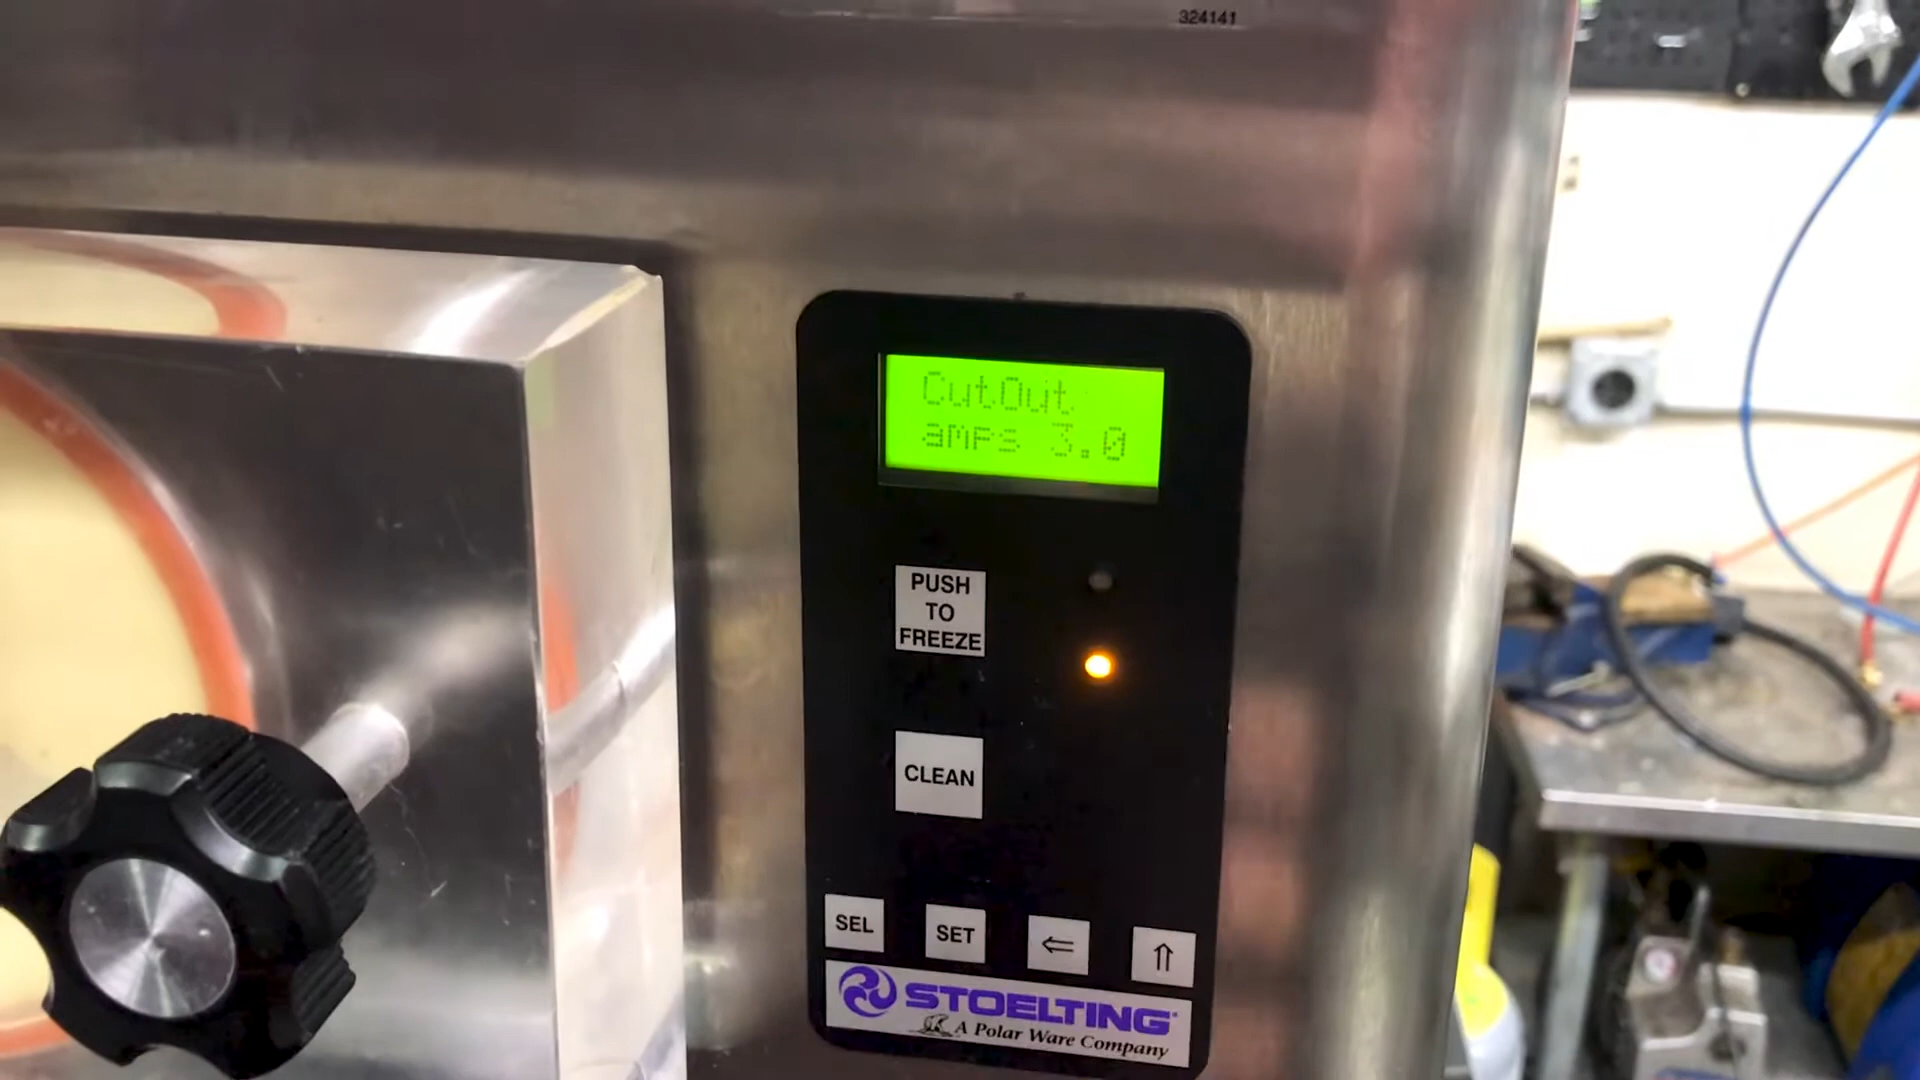 324141
CutOut
amps 3.0
PUSH
TO
FREEZE
CLEAN
SEL
SET
⇐
⇑
STOELTING
A Polar Ware Company